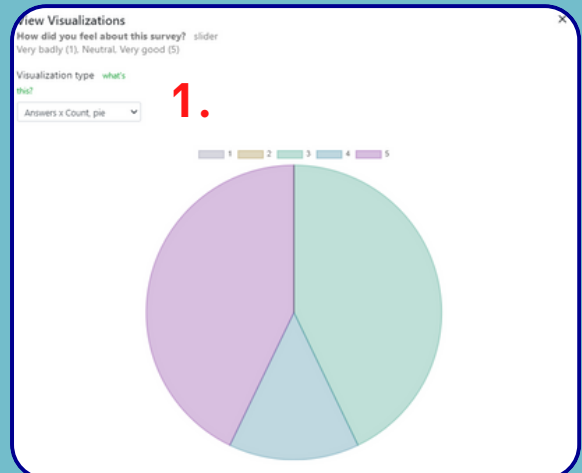 View Visualizations
×
How did you feel about this survey? slider
Very badly (1), Neutral, Very good (5)
Visualization type what's
this?
Answers x Count, pie
1.
1 2 3 4 5